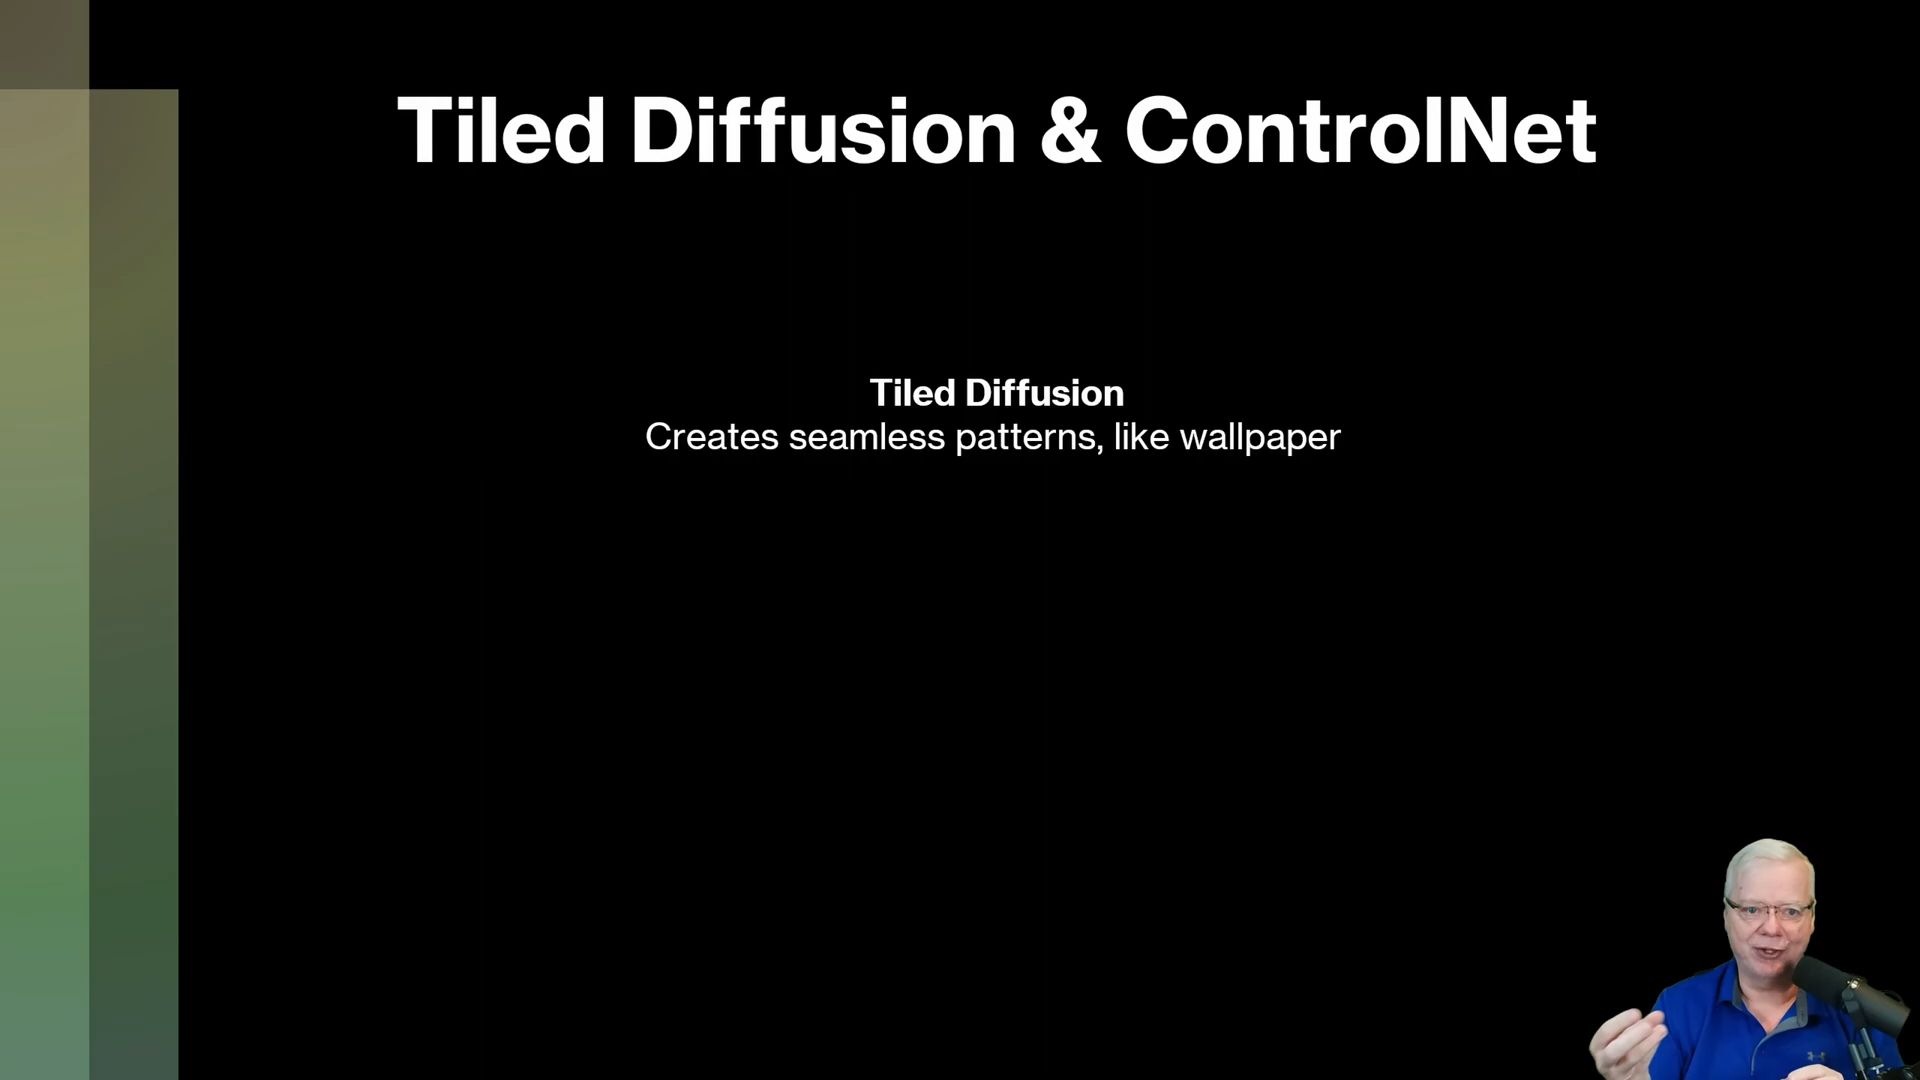 Tiled Diffusion & ControlNet
Tiled Diffusion
Creates seamless patterns, like wallpaper